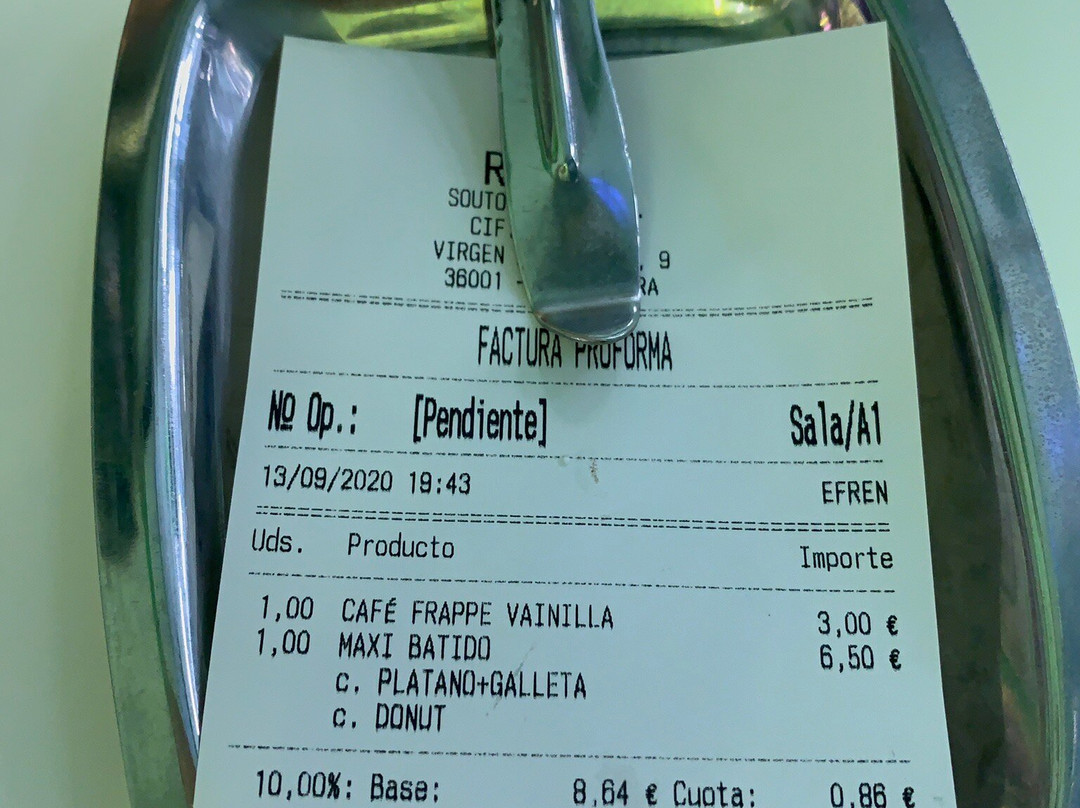 SOUTO
CIF
VIRGEN , 9
36001 -
FACTURA PROFORMA
Nº Op.: [Pendiente] Sala/A1
13/09/2020 19:43 EFREN
Uds. Producto Importe
1,00 CAFÉ FRAPPE VAINILLA 3,00 €
1,00 MAXI BATIDO 6,50 €
c. PLATANO+GALLETA
c. DONUT
10,00%: Base: 8,64 € Cuota: 0,86 €